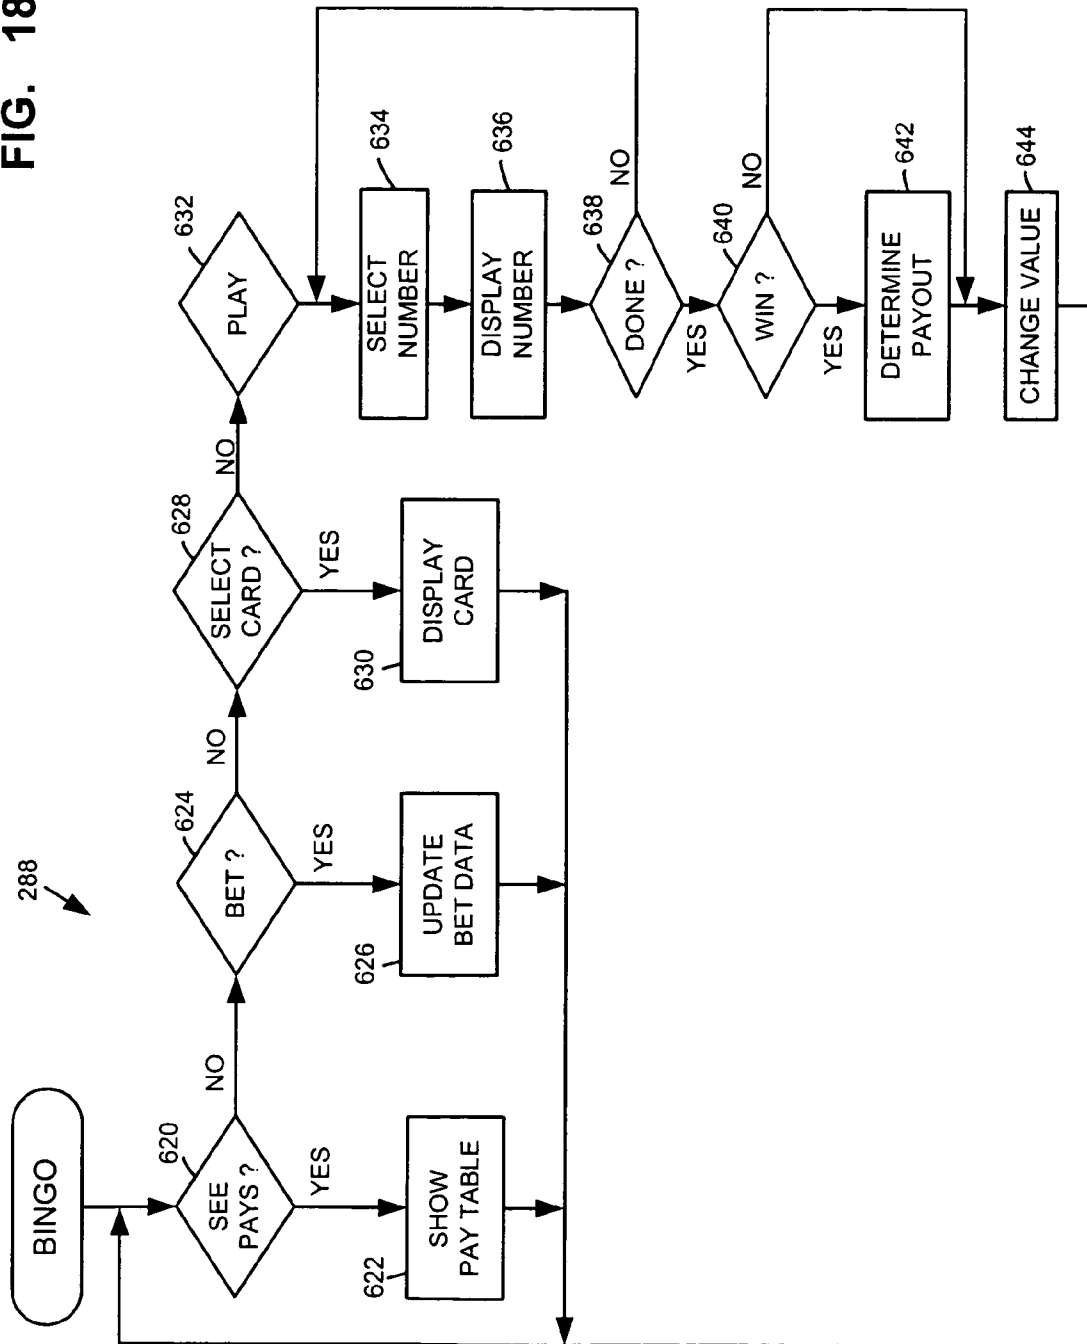 FIG. 18
288
BINGO
620
SEE
PAYS ?
NO
YES
622
SHOW
PAY TABLE
624
BET ?
NO
YES
626
UPDATE
BET DATA
628
SELECT
CARD ?
NO
YES
630
DISPLAY
CARD
632
PLAY
634
SELECT
NUMBER
636
DISPLAY
NUMBER
638
DONE ?
NO
YES
640
WIN ?
NO
YES
642
DETERMINE
PAYOUT
644
CHANGE VALUE